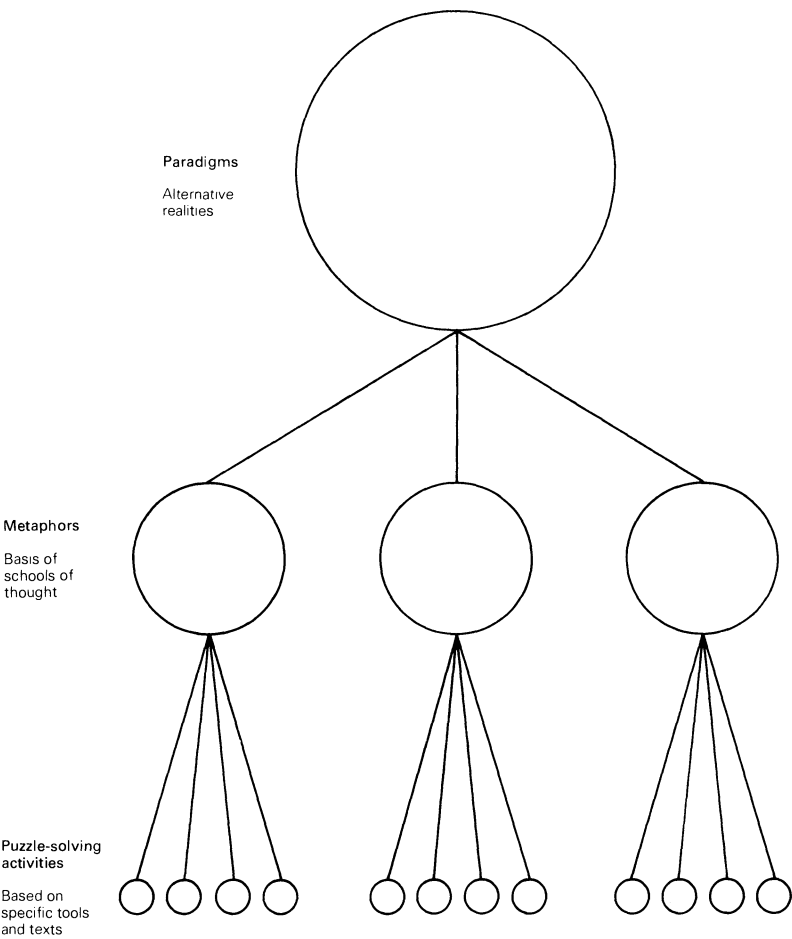 Paradigms
Alternative
realities
Metaphors
Basis of
schools of
thought
Puzzle-solving
activities
Based on
specific tools
and texts